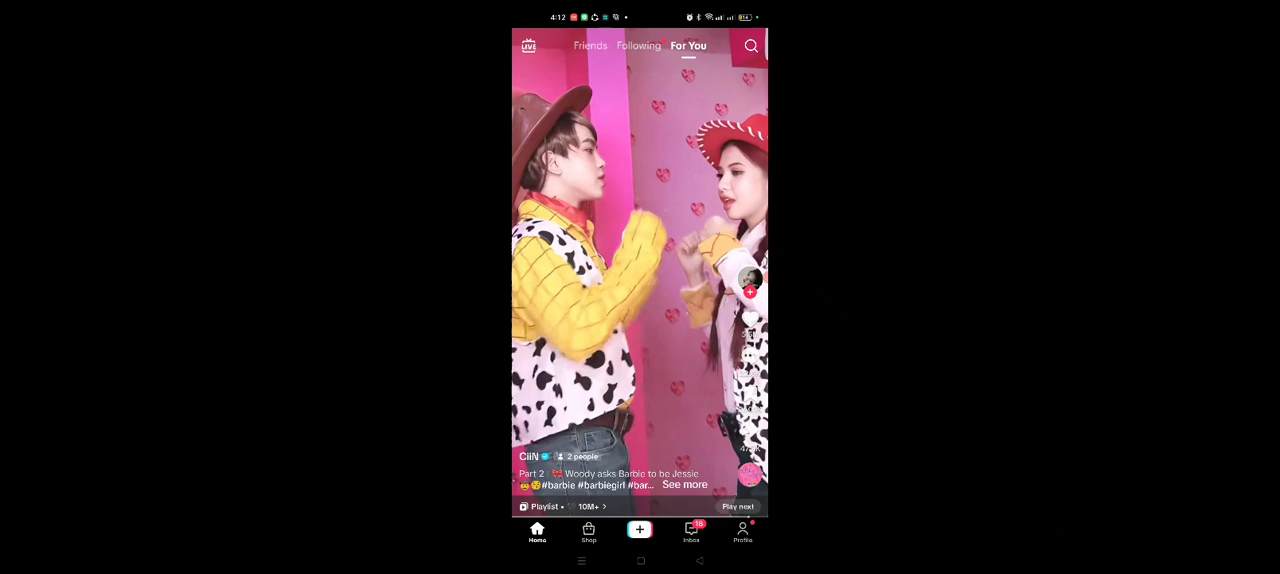 4:12
LIVE
Friends Following For You
CiiN 2 people
Part 2 : Woody asks Barbie to be Jessie
#barbie #barbiegirl #bar... See more
Playlist • 10M+ >
Play next
Home
Shop
18
Inbox
Profile